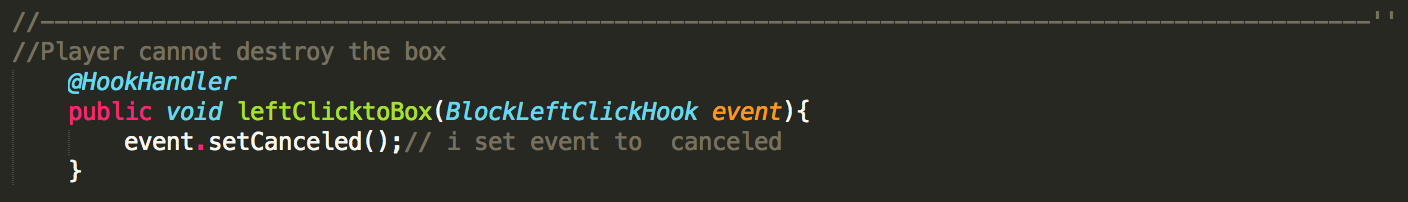 //------------------------------------------------------------------------------------------------''
//Player cannot destroy the box
@HookHandler
public void leftClicktoBox(BlockLeftClickHook event){
event.setCanceled();// i set event to  canceled
}